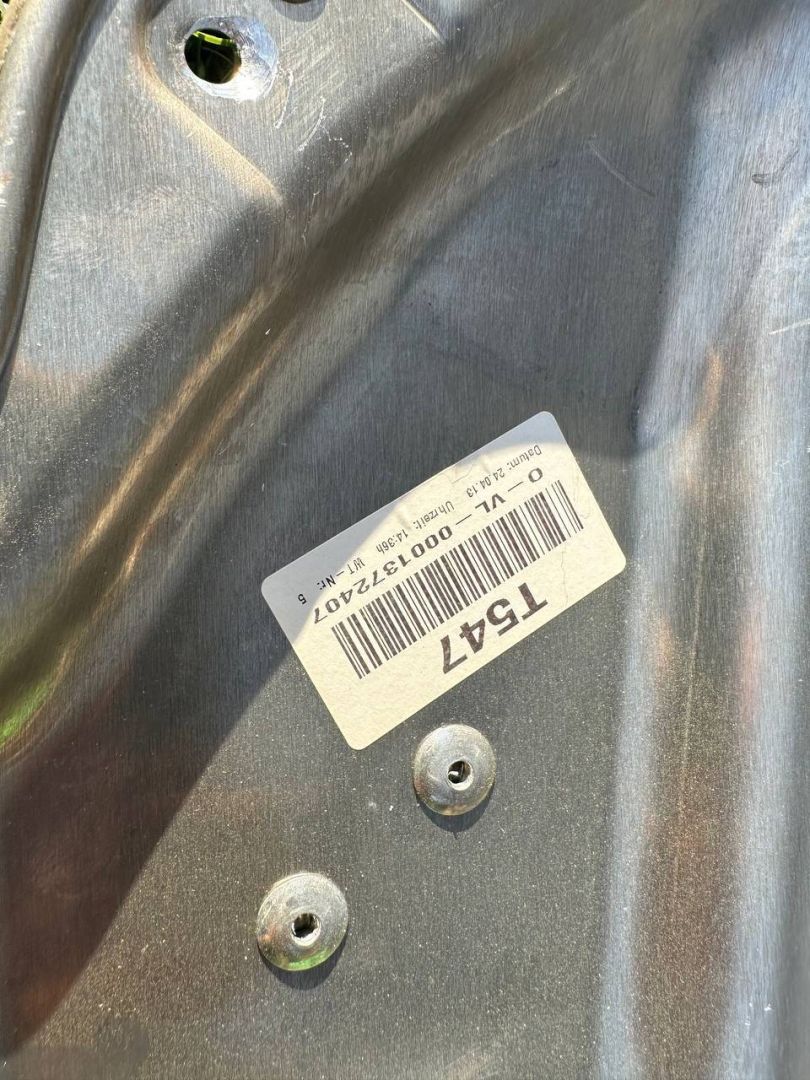 T547
O-VL-0001372407
Datum: 24.04.13 Uhrzeit: 14:36h WT-Nr: 5